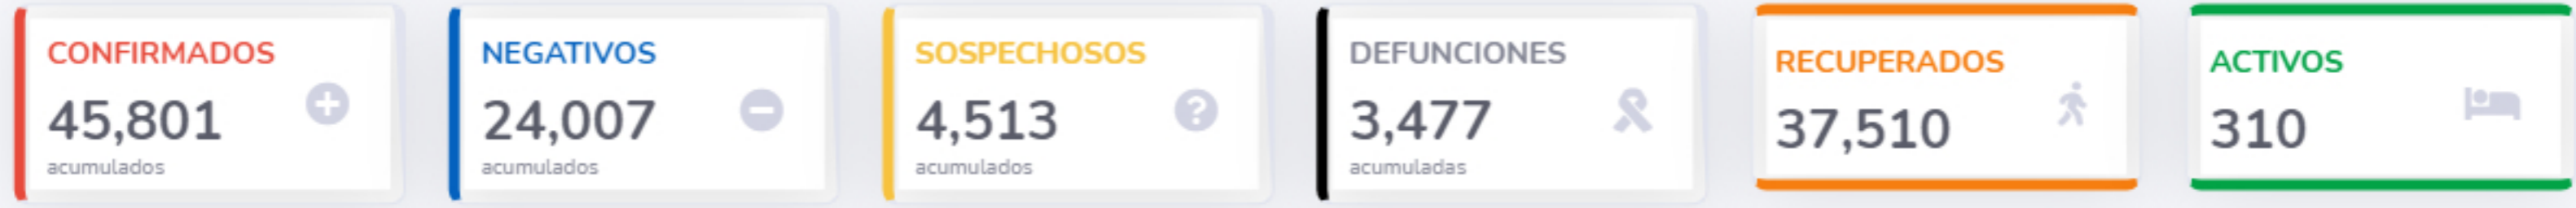 CONFIRMADOS
45,801
acumulados
NEGATIVOS
24,007
acumulados
SOSPECHOSOS
4,513
acumulados
DEFUNCIONES
3,477
acumuladas
RECUPERADOS
37,510
ACTIVOS
310